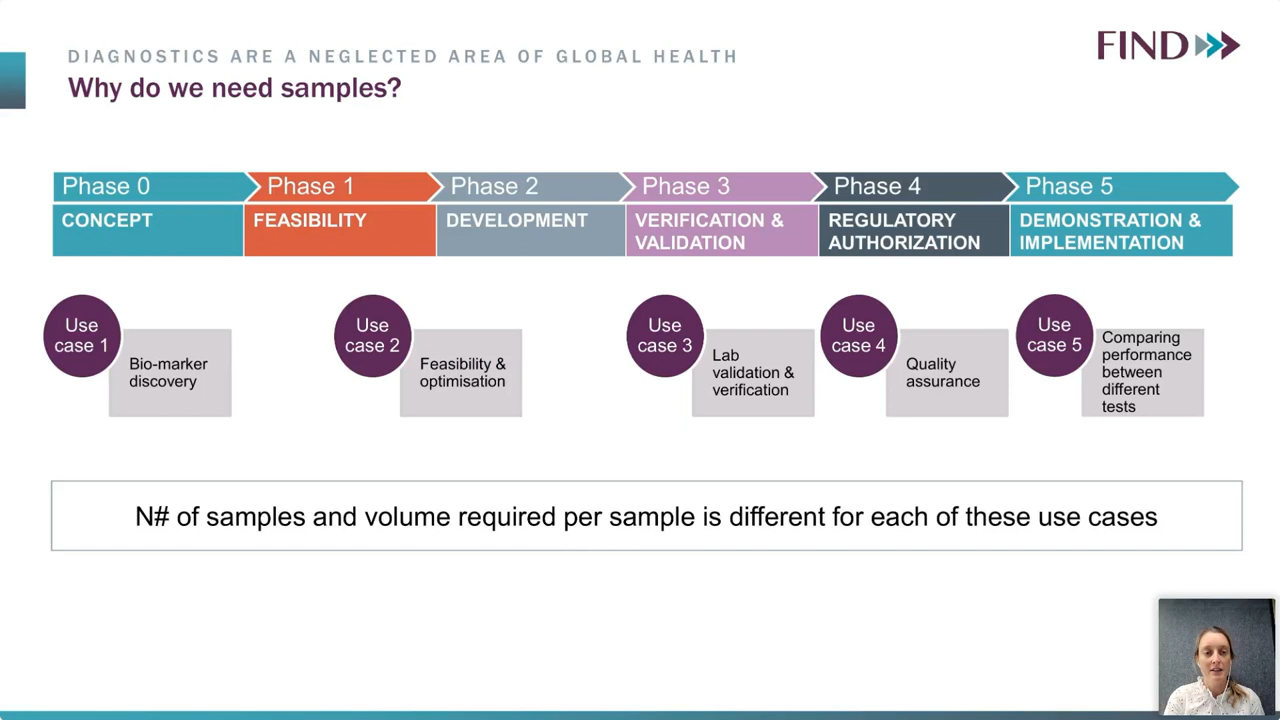 DIAGNOSTICS ARE A NEGLECTED AREA OF GLOBAL HEALTH
FIND
Why do we need samples?
Phase 0
Phase 1
Phase 2
Phase 3
Phase 4
Phase 5
CONCEPT
FEASIBILITY
DEVELOPMENT
VERIFICATION &
VALIDATION
REGULATORY
AUTHORIZATION
DEMONSTRATION &
IMPLEMENTATION
Use
case 1
Bio-marker
discovery
Use
case 2
Feasibility &
optimisation
Use
case 3
Lab
validation &
verification
Use
case 4
Quality
assurance
Use
case 5
Comparing
performance
between
different
tests
N# of samples and volume required per sample is different for each of these use cases